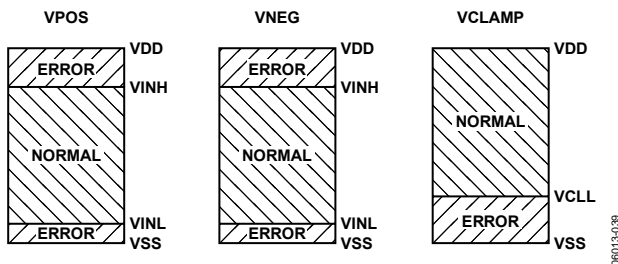 VPOS VNEG VCLAMP
VDD VDD VDD
ERROR ERROR
VINH VINH
NORMAL NORMAL NORMAL
VCLL
VINL VINL
ERROR ERROR ERROR
VSS VSS VSS
06013-039